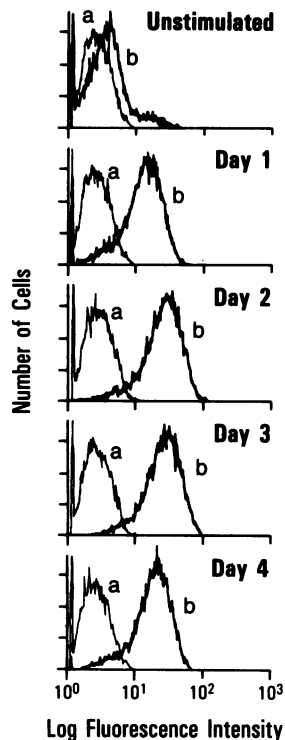 Unstimulated
a
b
Day 1
a
b
Day 2
a
b
Day 3
a
b
Day 4
a
b
Number of Cells
10⁰ 10¹ 10² 10³
Log Fluorescence Intensity